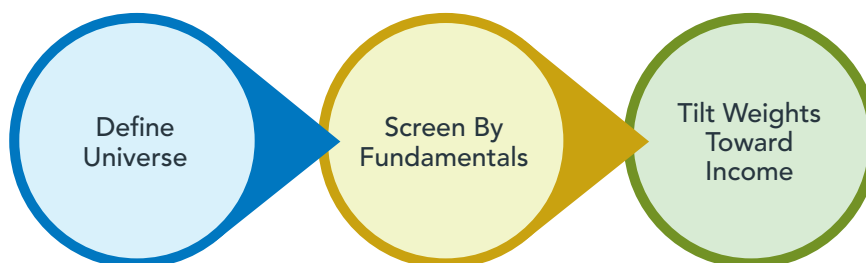 Define
Universe
Screen By
Fundamentals
Tilt Weights
Toward
Income